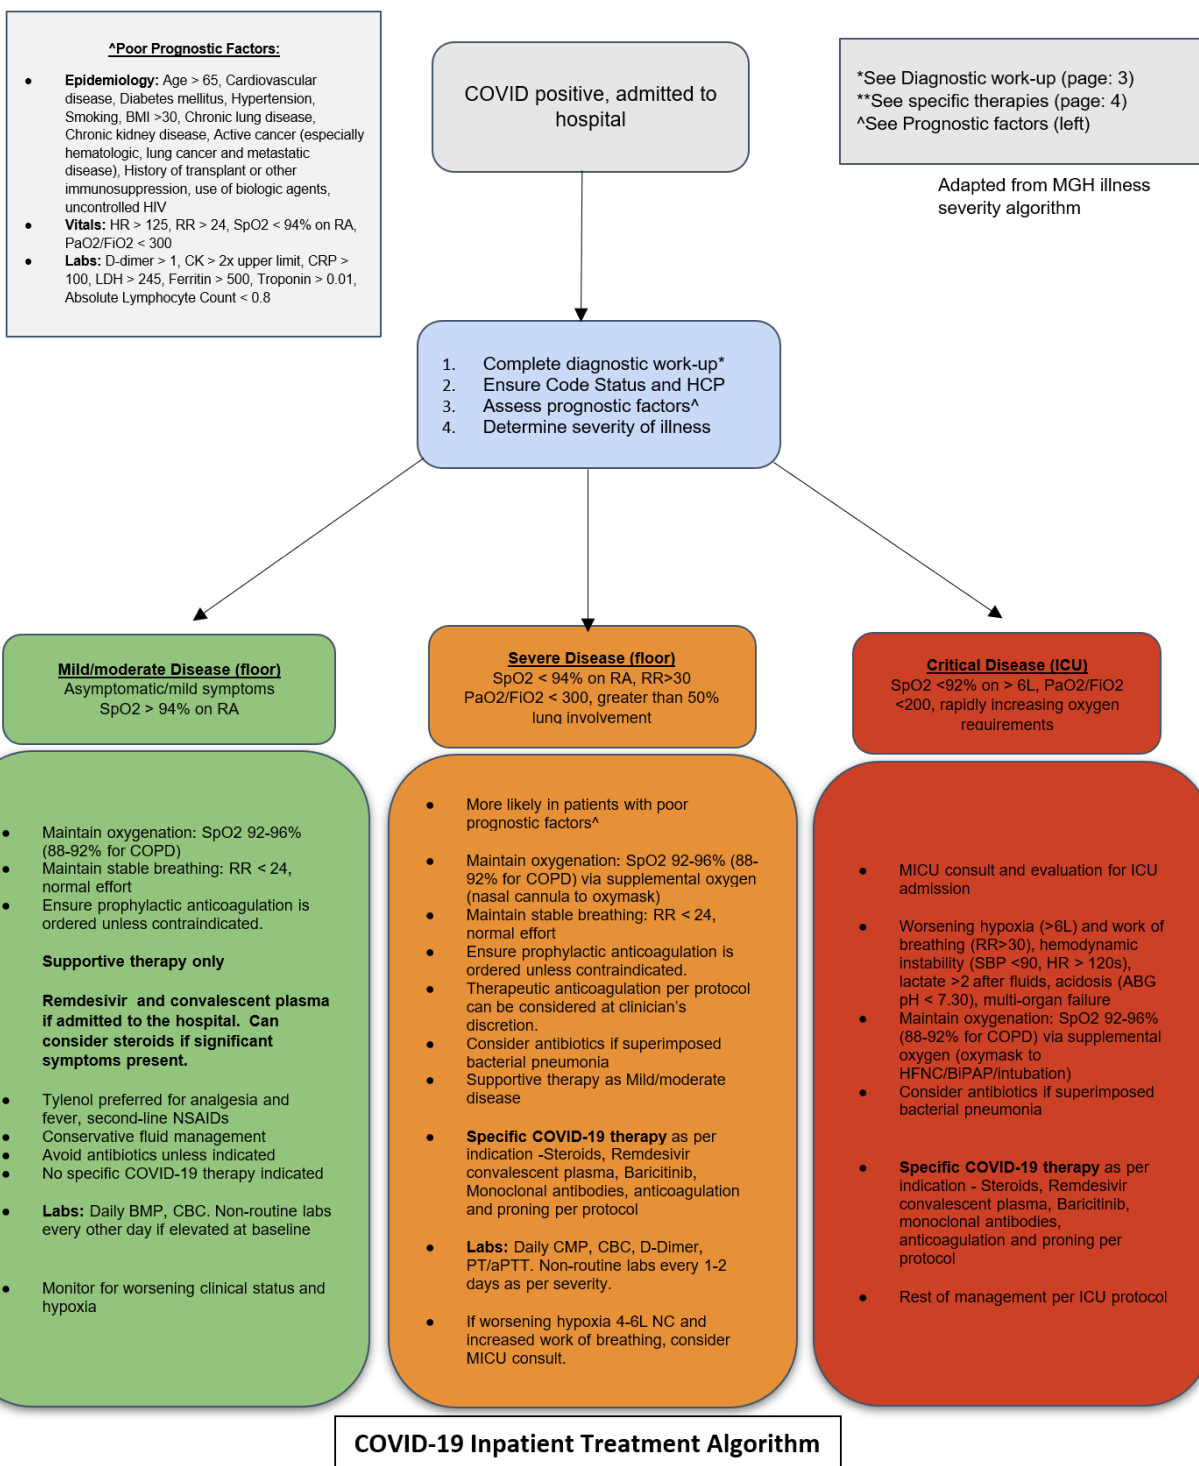 ^Poor Prognostic Factors:
● Epidemiology: Age > 65, Cardiovascular
disease, Diabetes mellitus, Hypertension,
Smoking, BMI >30, Chronic lung disease,
Chronic kidney disease, Active cancer (especially
hematologic, lung cancer and metastatic
disease), History of transplant or other
immunosuppression, use of biologic agents,
uncontrolled HIV
● Vitals: HR > 125, RR > 24, SpO2 < 94% on RA,
PaO2/FiO2 < 300
● Labs: D-dimer > 1, CK > 2x upper limit, CRP >
100, LDH > 245, Ferritin > 500, Troponin > 0.01,
Absolute Lymphocyte Count < 0.8
COVID positive, admitted to
hospital
*See Diagnostic work-up (page: 3)
**See specific therapies (page: 4)
^See Prognostic factors (left)
Adapted from MGH illness
severity algorithm
1. Complete diagnostic work-up*
2. Ensure Code Status and HCP
3. Assess prognostic factors^
4. Determine severity of illness
Mild/moderate Disease (floor)
Asymptomatic/mild symptoms
SpO2 > 94% on RA
● Maintain oxygenation: SpO2 92-96%
(88-92% for COPD)
● Maintain stable breathing: RR < 24,
normal effort
● Ensure prophylactic anticoagulation is
ordered unless contraindicated.
Supportive therapy only
Remdesivir and convalescent plasma
if admitted to the hospital. Can
consider steroids if significant
symptoms present.
● Tylenol preferred for analgesia and
fever, second-line NSAIDs
● Conservative fluid management
● Avoid antibiotics unless indicated
● No specific COVID-19 therapy indicated
● Labs: Daily BMP, CBC. Non-routine labs
every other day if elevated at baseline
● Monitor for worsening clinical status and
hypoxia
Severe Disease (floor)
SpO2 < 94% on RA, RR>30
PaO2/FiO2 < 300, greater than 50%
lung involvement
● More likely in patients with poor
prognostic factors^
● Maintain oxygenation: SpO2 92-96% (88-
92% for COPD) via supplemental oxygen
(nasal cannula to oxymask)
● Maintain stable breathing: RR < 24,
normal effort
● Ensure prophylactic anticoagulation is
ordered unless contraindicated.
● Therapeutic anticoagulation per protocol
can be considered at clinician's
discretion.
● Consider antibiotics if superimposed
bacterial pneumonia
● Supportive therapy as Mild/moderate
disease
● Specific COVID-19 therapy as per
indication -Steroids, Remdesivir
convalescent plasma, Baricitinib,
Monoclonal antibodies, anticoagulation
and proning per protocol
● Labs: Daily CMP, CBC, D-Dimer,
PT/aPTT. Non-routine labs every 1-2
days as per severity.
● If worsening hypoxia 4-6L NC and
increased work of breathing, consider
MICU consult.
Critical Disease (ICU)
SpO2 <92% on > 6L, PaO2/FiO2
<200, rapidly increasing oxygen
requirements
● MICU consult and evaluation for ICU
admission
● Worsening hypoxia (>6L) and work of
breathing (RR>30), hemodynamic
instability (SBP <90, HR > 120s),
lactate >2 after fluids, acidosis (ABG
pH < 7.30), multi-organ failure
● Maintain oxygenation: SpO2 92-96%
(88-92% for COPD) via supplemental
oxygen (oxymask to
HFNC/BiPAP/intubation)
● Consider antibiotics if superimposed
bacterial pneumonia
● Specific COVID-19 therapy as per
indication - Steroids, Remdesivir
convalescent plasma, Baricitinib,
monoclonal antibodies,
anticoagulation and proning per
protocol
● Rest of management per ICU protocol
COVID-19 Inpatient Treatment Algorithm